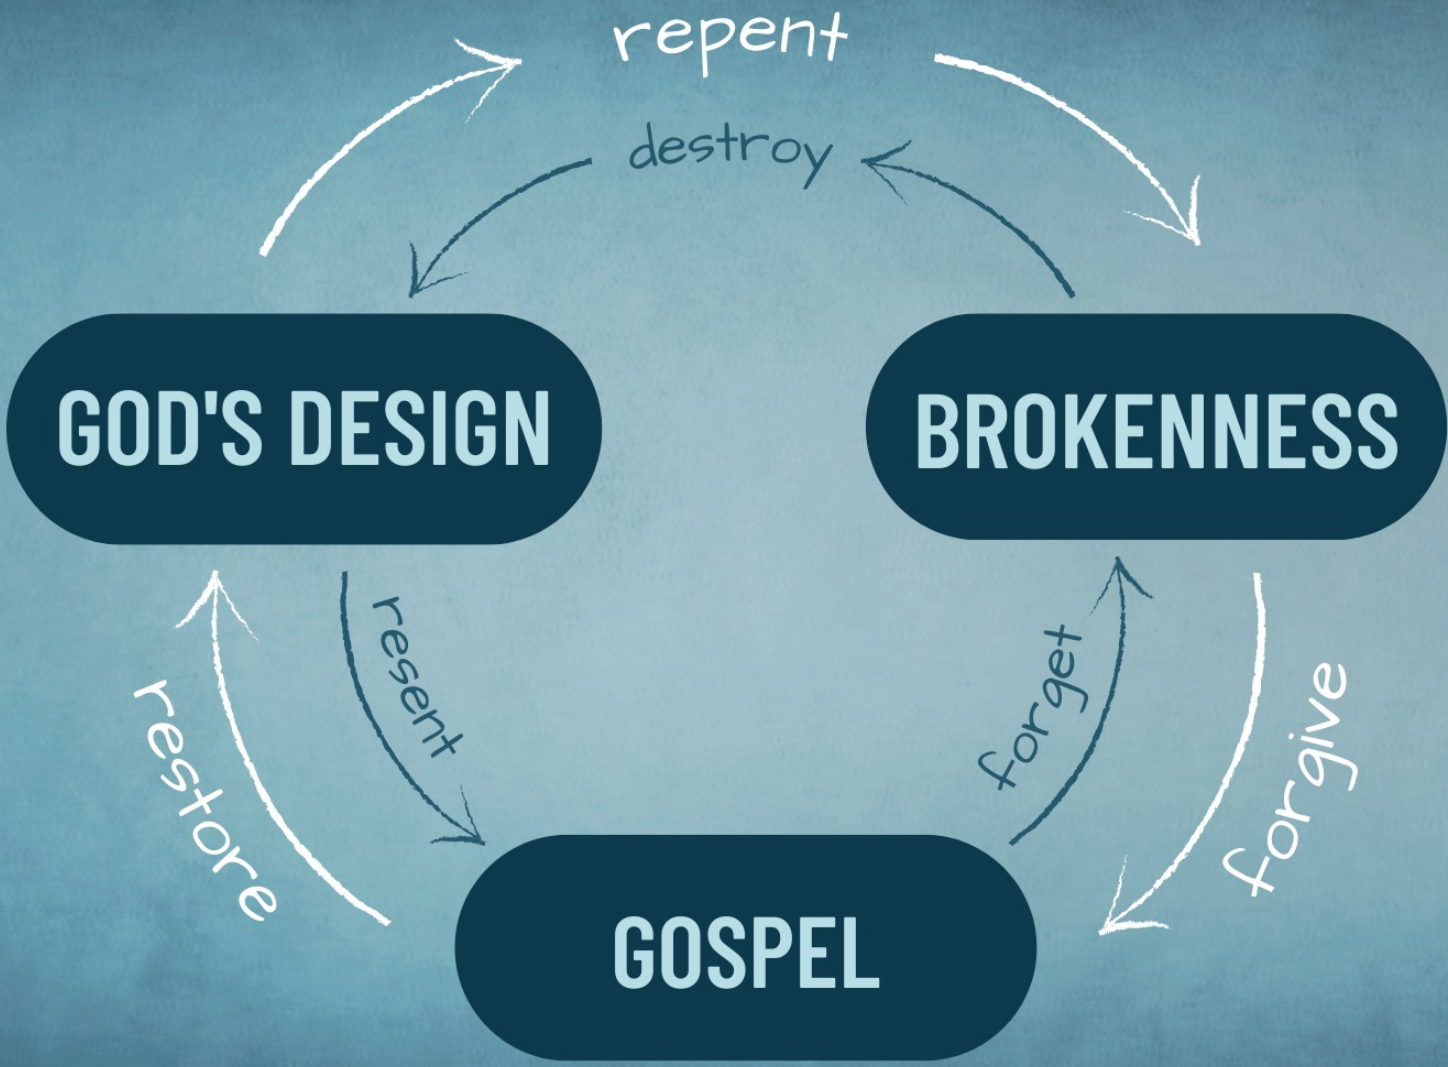 repent
destroy
GOD'S DESIGN
BROKENNESS
resent
forget
restore
forgive
GOSPEL